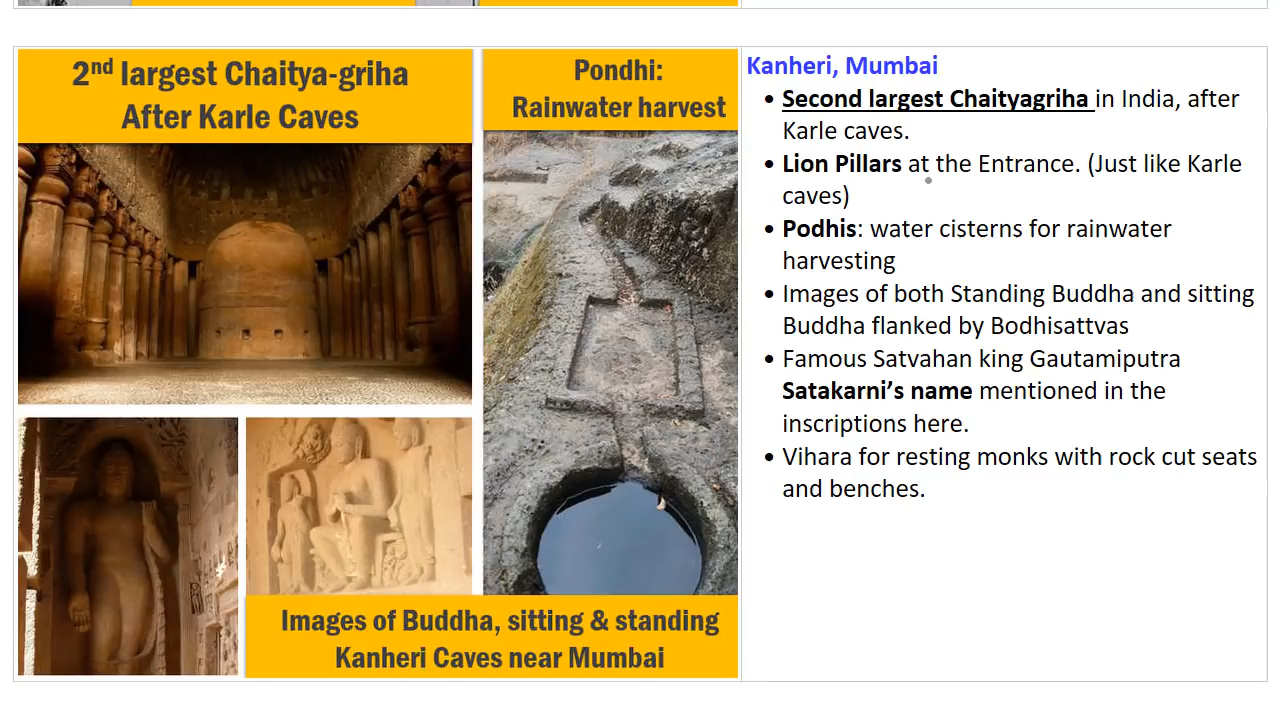 2nd largest Chaitya-griha
After Karle Caves
Pondhi:
Rainwater harvest
Images of Buddha, sitting & standing
Kanheri Caves near Mumbai
Kanheri, Mumbai
• Second largest Chaityagriha in India, after
Karle caves.
• Lion Pillars at the Entrance. (Just like Karle
caves)
• Podhis: water cisterns for rainwater
harvesting
• Images of both Standing Buddha and sitting
Buddha flanked by Bodhisattvas
• Famous Satvahan king Gautamiputra
Satakarni’s name mentioned in the
inscriptions here.
• Vihara for resting monks with rock cut seats
and benches.